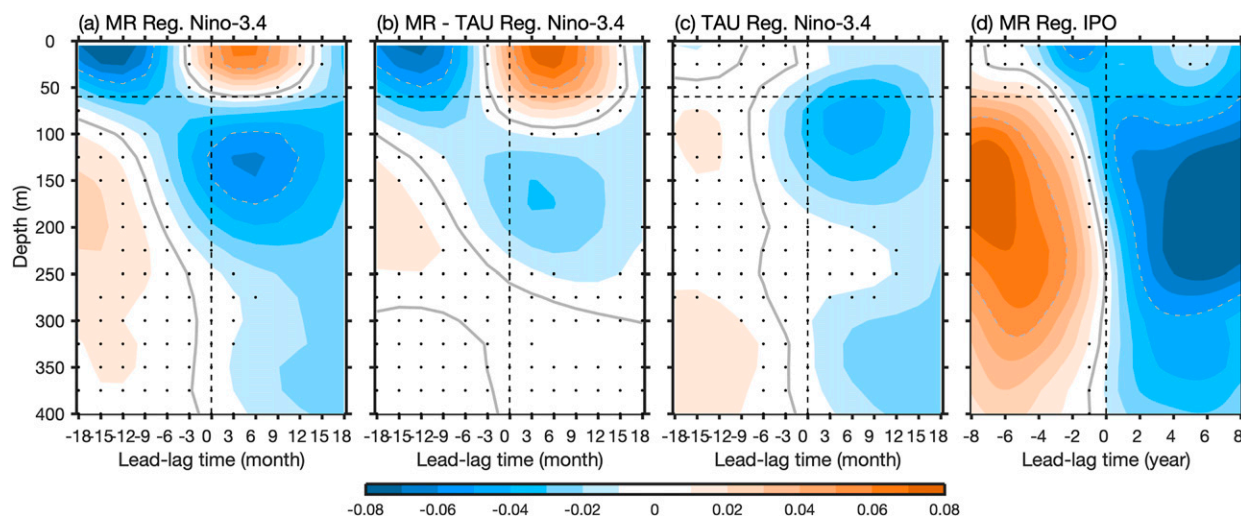 (a) MR Reg. Nino-3.4
(b) MR - TAU Reg. Nino-3.4
(c) TAU Reg. Nino-3.4
(d) MR Reg. IPO
Depth (m)
0
50
100
150
200
250
300
350
400
-18-15-12-9 -6 -3 0 3 6 9 12 15 18
-18-15-12-9 -6 -3 0 3 6 9 12 15 18
-18-15-12-9 -6 -3 0 3 6 9 12 15 18
-8 -6 -4 -2 0 2 4 6 8
Lead-lag time (month)
Lead-lag time (month)
Lead-lag time (month)
Lead-lag time (year)
-0.08 -0.06 -0.04 -0.02 0 0.02 0.04 0.06 0.08